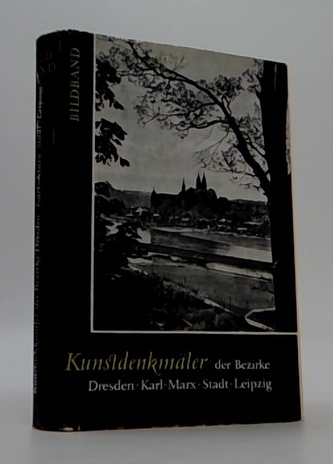 BILDBAND
Kunstdenkmäler der Bezirke
Dresden · Karl-Marx-Stadt · Leipzig